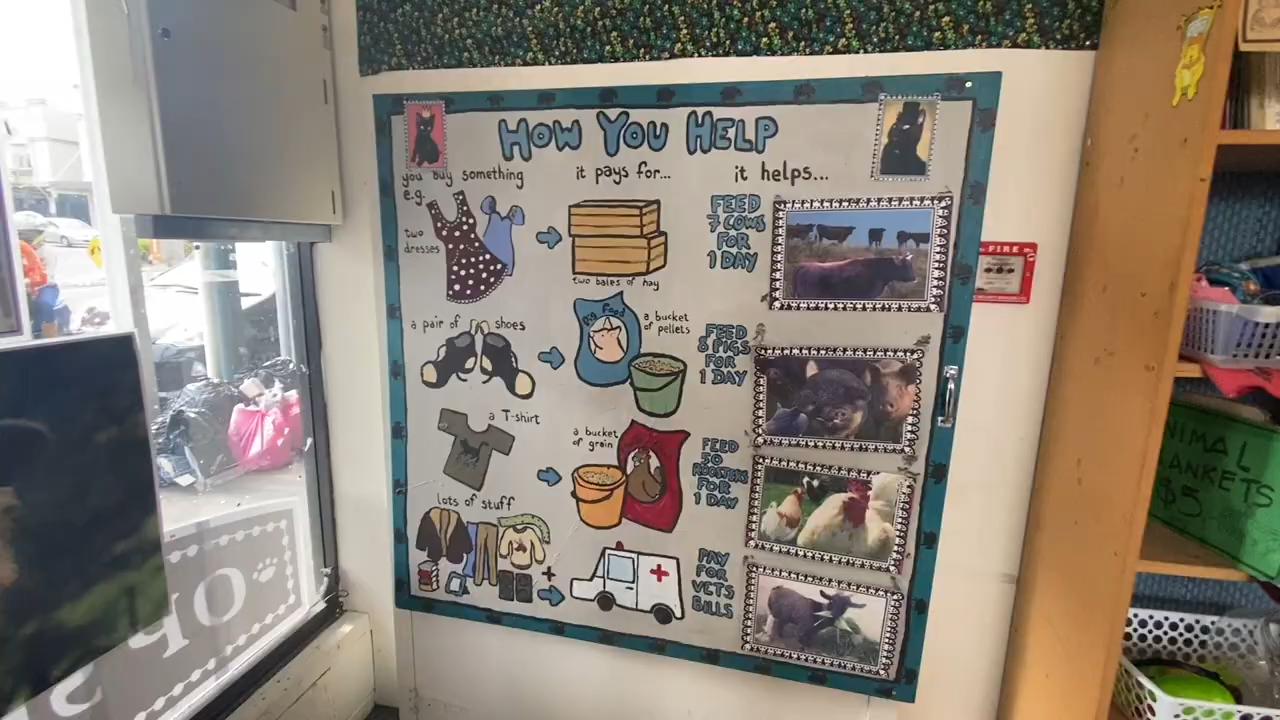 HOW YOU HELP
you buy something
e.g.
it pays for...
it helps...
two
dresses
two bales of hay
FEED
7 COWS
FOR
1 DAY
a pair of shoes
Pig Food
a bucket
of pellets
FEED
8 PIGS
FOR
1 DAY
a T-shirt
a bucket
of grain
FEED
50
ROOSTERS
FOR
1 DAY
lots of stuff
PAY
FOR
VETS
BILLS
FIRE
NIMAL
ANKETS
$5